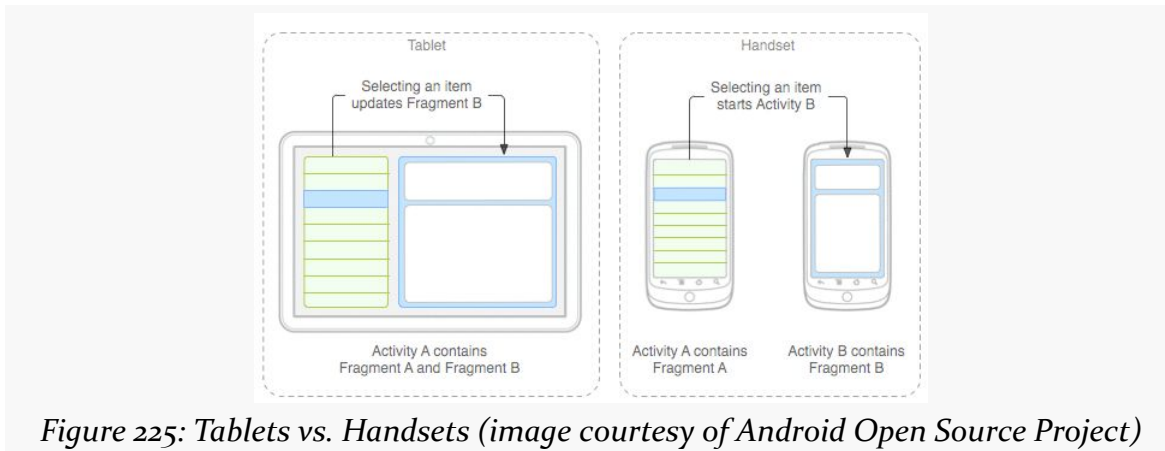 Tablet
Selecting an item
updates Fragment B
Activity A contains
Fragment A and Fragment B
Handset
Selecting an item
starts Activity B
Activity A contains
Fragment A
Activity B contains
Fragment B
Figure 225: Tablets vs. Handsets (image courtesy of Android Open Source Project)